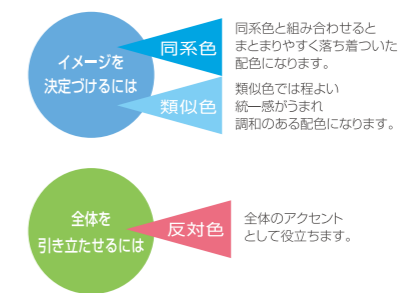 イメージを
決定づけるには
同系色
同系色と組み合わせると
まとまりやすく落ち着ついた
配色になります。
類似色
類似色では程よい
統一感がうまれ
調和のある配色になります。
全体を
引き立たせるには
反対色
全体のアクセント
として役立ちます。